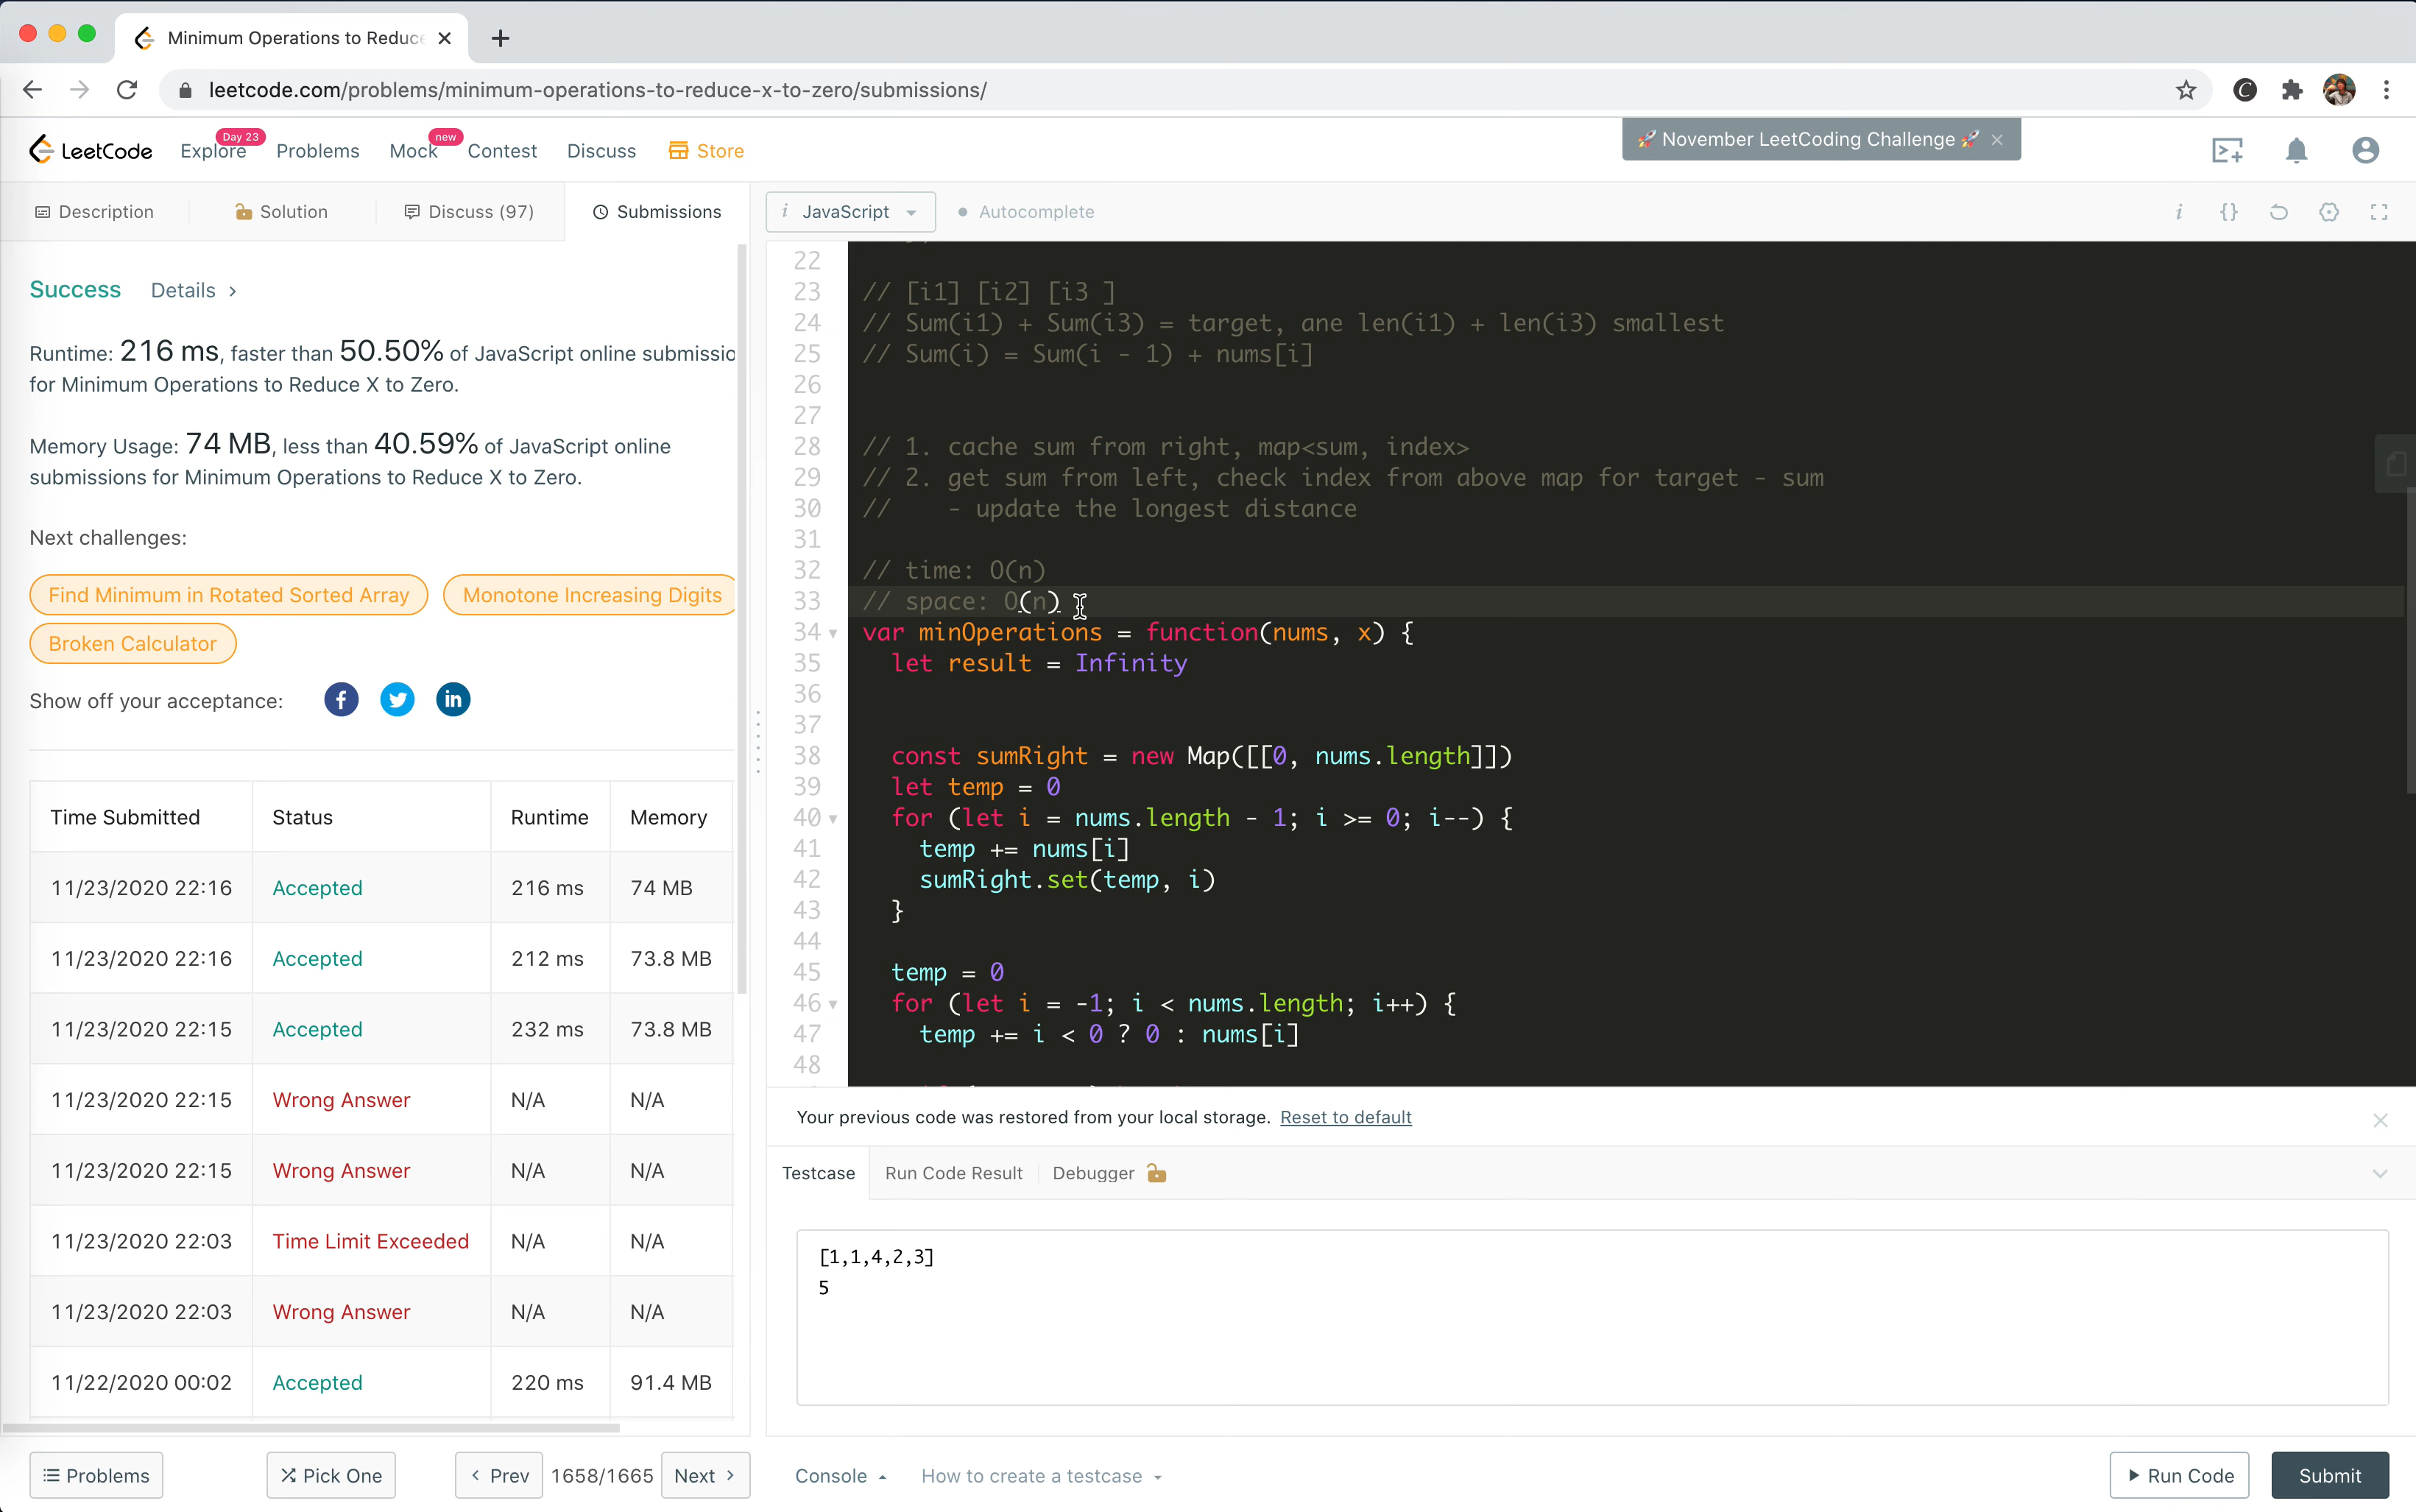 Minimum Operations to Reduce
leetcode.com/problems/minimum-operations-to-reduce-x-to-zero/submissions/
LeetCode
Explore
Day 23
Problems
Mock
new
Contest
Discuss
Store
🚀 November LeetCoding Challenge 🚀
Description
Solution
Discuss (97)
Submissions
Success
Details
Runtime: 216 ms, faster than 50.50% of JavaScript online submissio
for Minimum Operations to Reduce X to Zero.
Memory Usage: 74 MB, less than 40.59% of JavaScript online
submissions for Minimum Operations to Reduce X to Zero.
Next challenges:
Find Minimum in Rotated Sorted Array
Monotone Increasing Digits
Broken Calculator
Show off your acceptance:
Time Submitted Status Runtime Memory
11/23/2020 22:16 Accepted 216 ms 74 MB
11/23/2020 22:16 Accepted 212 ms 73.8 MB
11/23/2020 22:15 Accepted 232 ms 73.8 MB
11/23/2020 22:15 Wrong Answer N/A N/A
11/23/2020 22:15 Wrong Answer N/A N/A
11/23/2020 22:03 Time Limit Exceeded N/A N/A
11/23/2020 22:03 Wrong Answer N/A N/A
11/22/2020 00:02 Accepted 220 ms 91.4 MB
Problems
Pick One
Prev
1658/1665
Next
JavaScript
Autocomplete
22
23 // [i1] [i2] [i3 ]
24 // Sum(i1) + Sum(i3) = target, ane len(i1) + len(i3) smallest
25 // Sum(i) = Sum(i - 1) + nums[i]
26
27
28 // 1. cache sum from right, map<sum, index>
29 // 2. get sum from left, check index from above map for target - sum
30 // - update the longest distance
31
32 // time: O(n)
33 // space: O(n)
34 var minOperations = function(nums, x) {
35 let result = Infinity
36
37
38 const sumRight = new Map([[0, nums.length]])
39 let temp = 0
40 for (let i = nums.length - 1; i >= 0; i--) {
41 temp += nums[i]
42 sumRight.set(temp, i)
43 }
44
45 temp = 0
46 for (let i = -1; i < nums.length; i++) {
47 temp += i < 0 ? 0 : nums[i]
48
Your previous code was restored from your local storage. Reset to default
Testcase
Run Code Result
Debugger
[1,1,4,2,3]
5
Console
How to create a testcase
Run Code
Submit